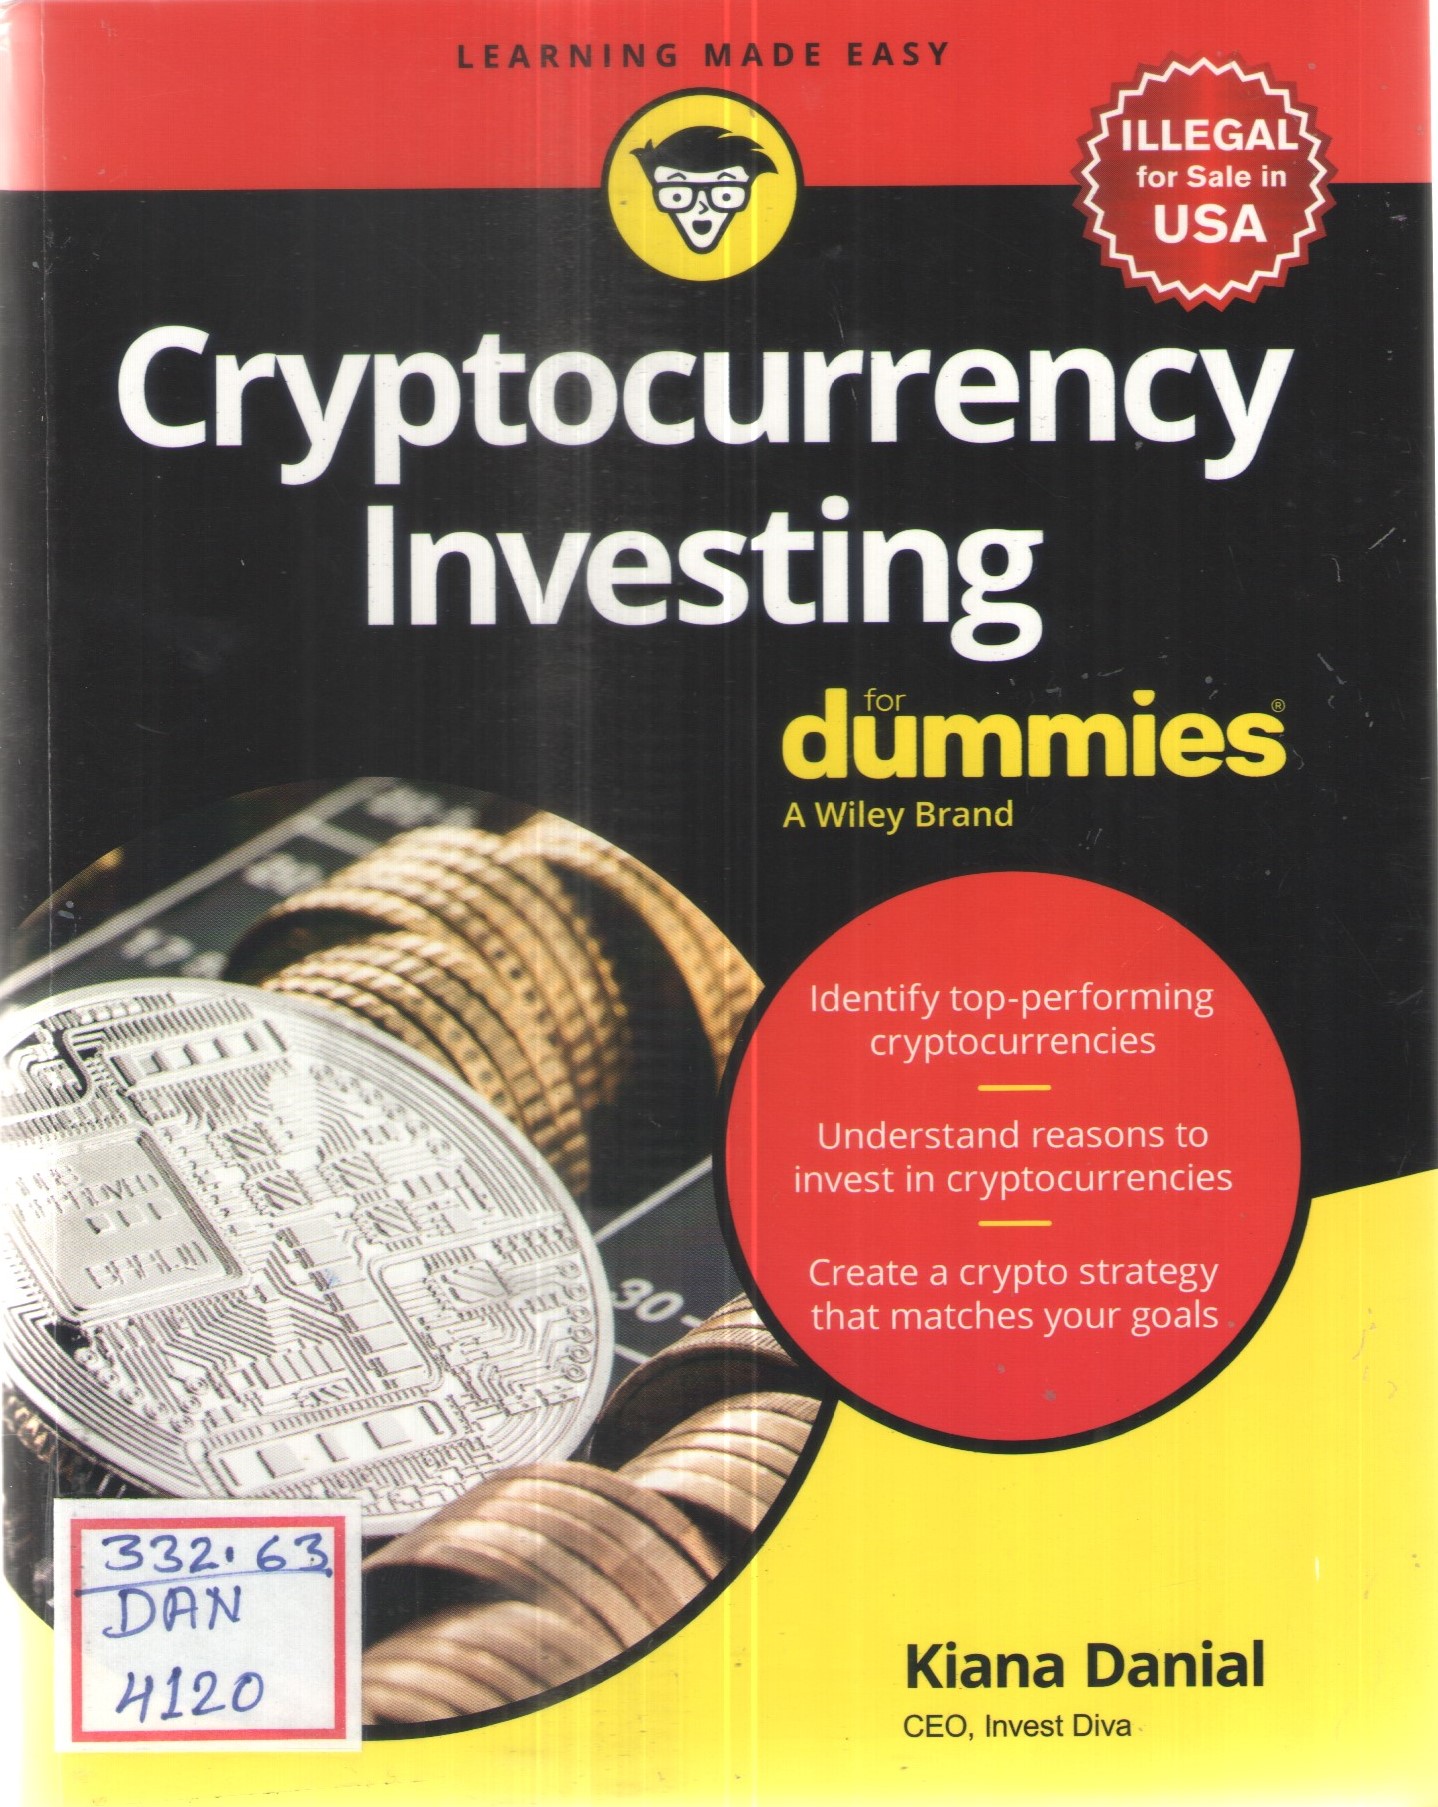 LEARNING MADE EASY
ILLEGAL
for Sale in
USA
Cryptocurrency
Investing
for
dummies®
A Wiley Brand
Identify top-performing
cryptocurrencies
Understand reasons to
invest in cryptocurrencies
Create a crypto strategy
that matches your goals
30
332.63
DAN
4120
Kiana Danial
CEO, Invest Diva